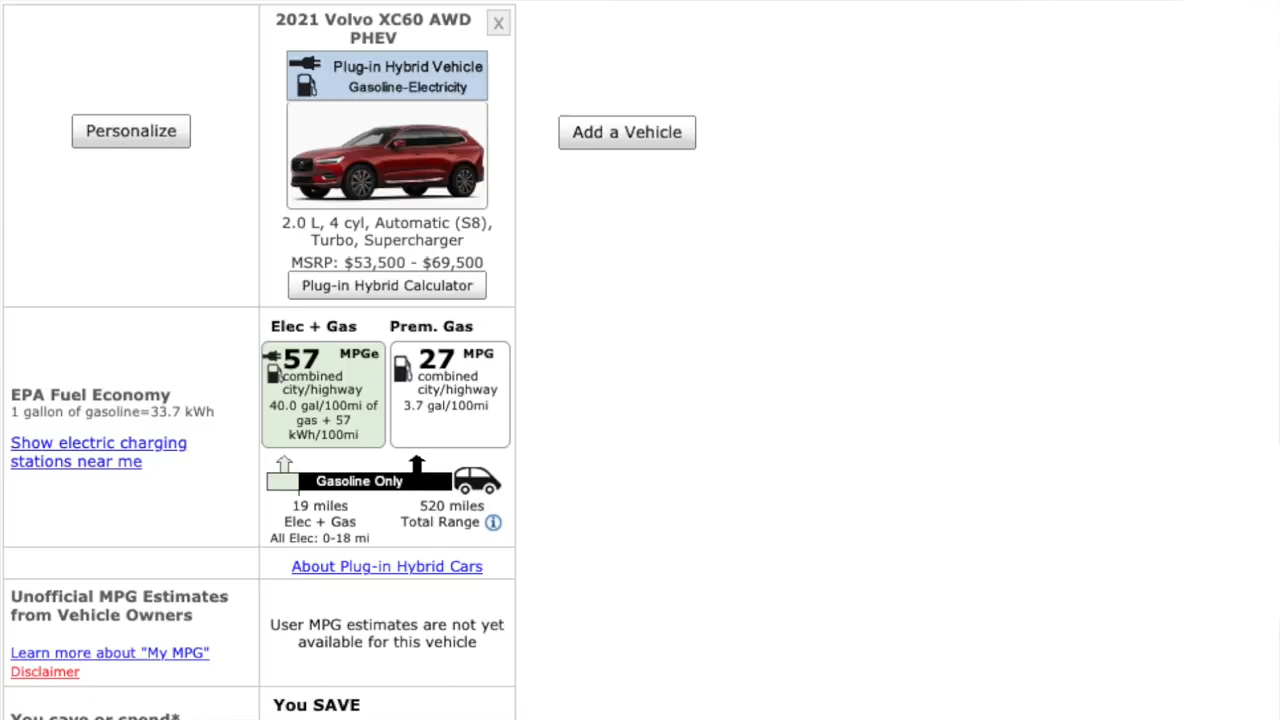 2021 Volvo XC60 AWD
PHEV
X
Plug-in Hybrid Vehicle
Gasoline-Electricity
Personalize
Add a Vehicle
2.0 L, 4 cyl, Automatic (S8),
Turbo, Supercharger
MSRP: $53,500 - $69,500
Plug-in Hybrid Calculator
EPA Fuel Economy
1 gallon of gasoline=33.7 kWh
Show electric charging
stations near me
Elec + Gas
Prem. Gas
57 MPGe
combined
city/highway
40.0 gal/100mi of
gas + 57
kWh/100mi
27 MPG
combined
city/highway
3.7 gal/100mi
Gasoline Only
19 miles
Elec + Gas
All Elec: 0-18 mi
520 miles
Total Range
About Plug-in Hybrid Cars
Unofficial MPG Estimates
from Vehicle Owners
Learn more about "My MPG"
Disclaimer
User MPG estimates are not yet
available for this vehicle
You save or spend*
You SAVE